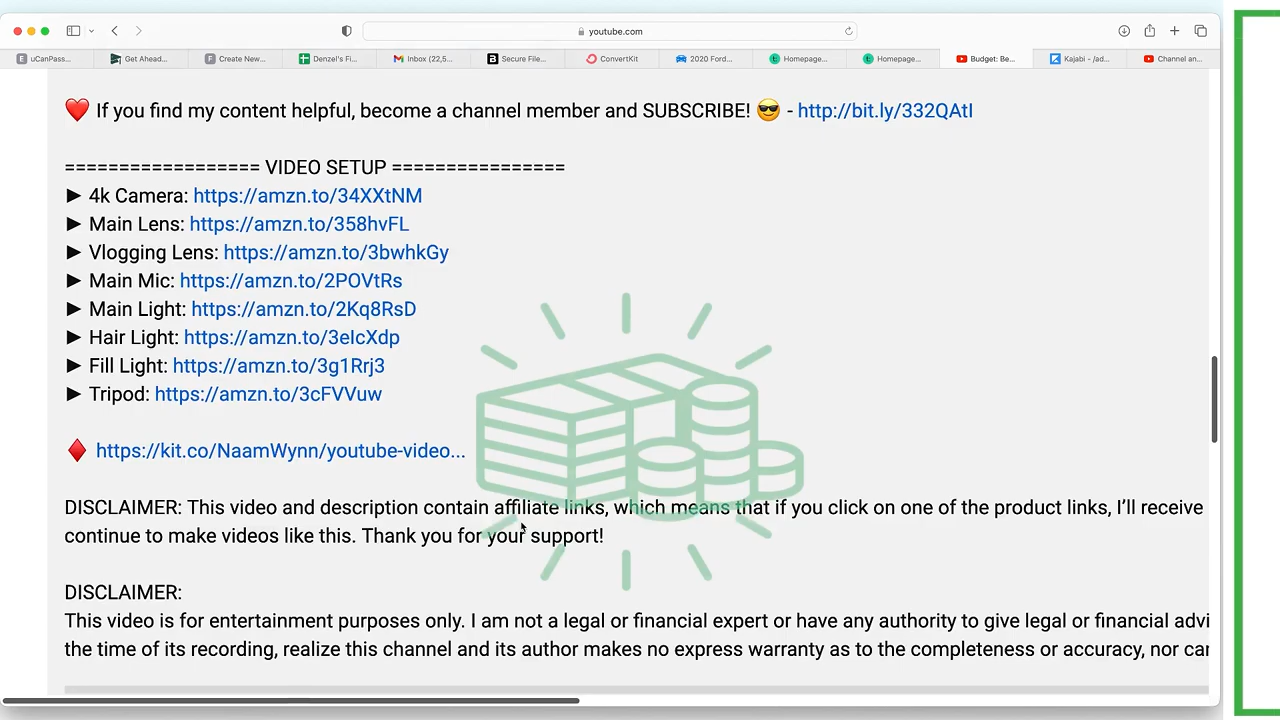 youtube.com
uCanPass...
Get Ahead...
Create New...
Denzel's Fi...
Inbox (22,5...
Secure File...
ConvertKit
2020 Ford...
Homepage...
Homepage...
Budget: Be...
Kajabi - /ad...
Channel an...
❤️ If you find my content helpful, become a channel member and SUBSCRIBE! 😎 - http://bit.ly/332QAtI
================== VIDEO SETUP ================
► 4k Camera: https://amzn.to/34XXtNM
► Main Lens: https://amzn.to/358hvFL
► Vlogging Lens: https://amzn.to/3bwhkGy
► Main Mic: https://amzn.to/2POVtRs
► Main Light: https://amzn.to/2Kq8RsD
► Hair Light: https://amzn.to/3eIcXdp
► Fill Light: https://amzn.to/3g1Rrj3
► Tripod: https://amzn.to/3cFVVuw
♦️ https://kit.co/NaamWynn/youtube-video...
DISCLAIMER: This video and description contain affiliate links, which means that if you click on one of the product links, I’ll receive
continue to make videos like this. Thank you for your support!
DISCLAIMER:
This video is for entertainment purposes only. I am not a legal or financial expert or have any authority to give legal or financial advi
the time of its recording, realize this channel and its author makes no express warranty as to the completeness or accuracy, nor car